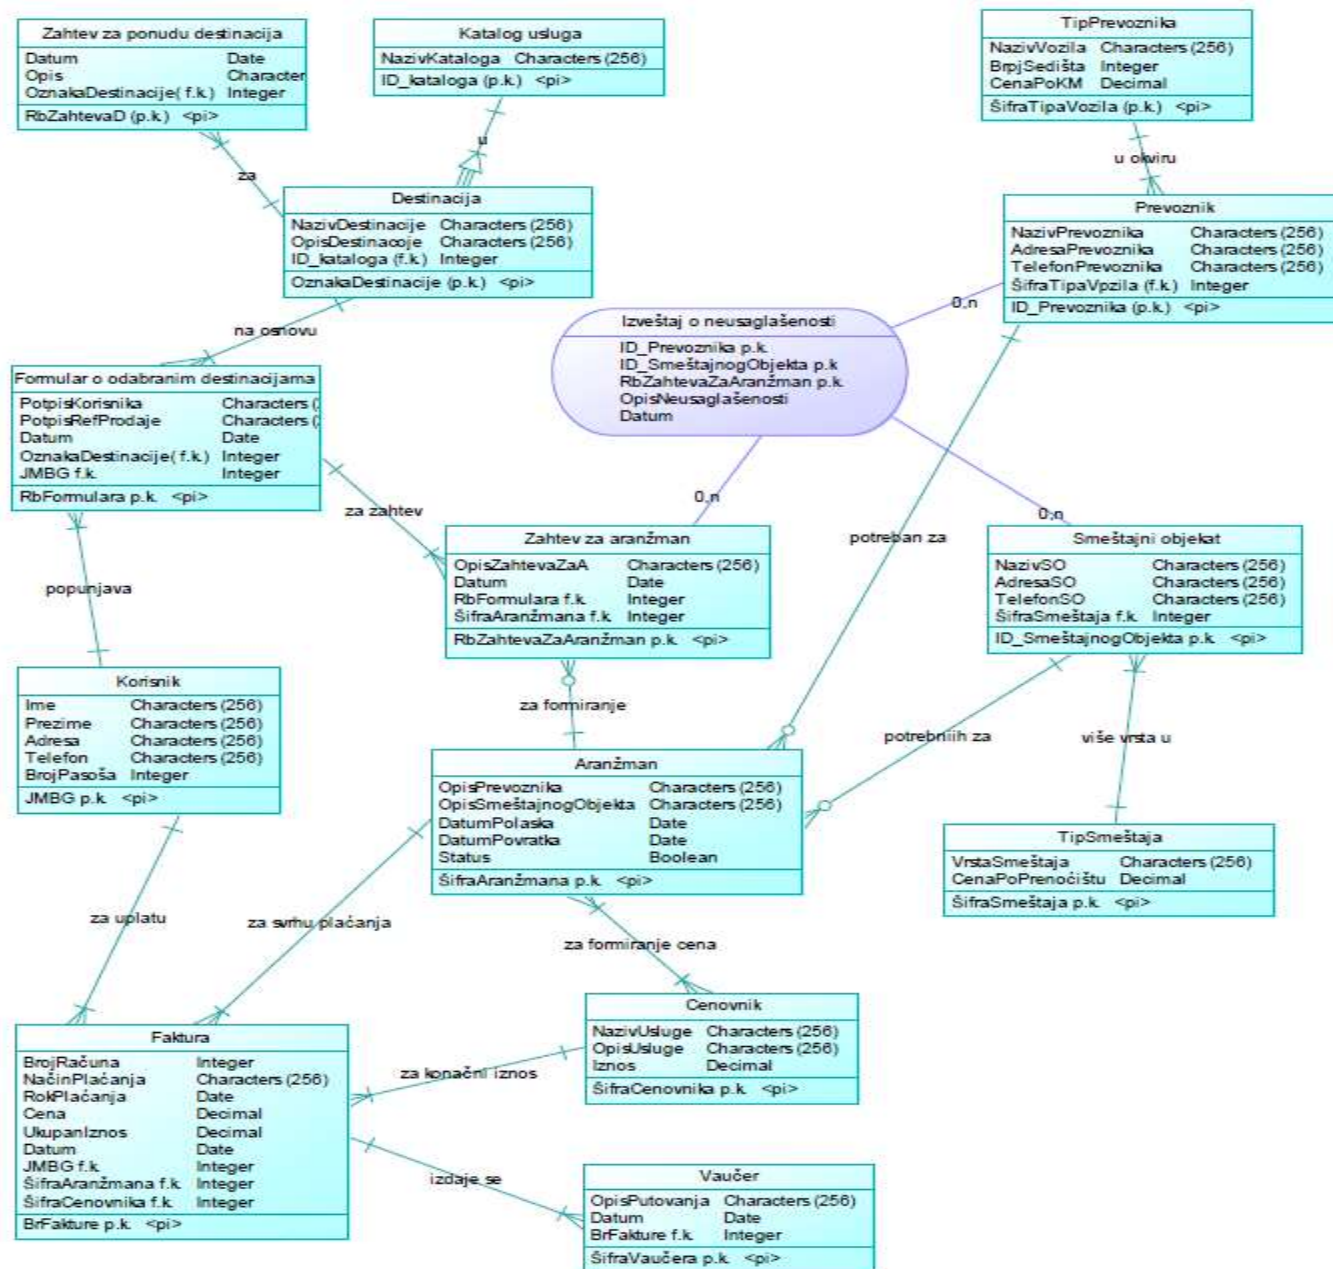 Zahtev za ponudu destinacija
Datum Date
Opis Character
OznakaDestinacije( f.k.) Integer
RbZahtevaD (p.k.) <pi>
Katalog usluga
NazivKataloga Characters (256)
ID_kataloga (p.k.) <pi>
TipPrevoznika
NazivVozila Characters (256)
BrpjSedišta Integer
CenaPoKM Decimal
ŠifraTipaVozila (p.k.) <pi>
za
u
u okviru
Destinacija
NazivDestinacije Characters (256)
OpisDestinacoje Characters (256)
ID_kataloga (f.k.) Integer
OznakaDestinacije (p.k.) <pi>
Prevoznik
NazivPrevoznika Characters (256)
AdresaPrevoznika Characters (256)
TelefonPrevoznika Characters (256)
ŠifraTipaVpzila (f.k.) Integer
ID_Prevoznika (p.k.) <pi>
na osnovu
0,n
Izveštaj o neusaglašenosti
ID_Prevoznika p.k.
ID_SmeštajnogObjekta p.k
RbZahtevaZaAranžman p.k.
OpisNeusaglašenosti
Datum
Formular o odabranim destinacijama
PotpisKorisnika Characters (
PotpisRefProdaje Characters (
Datum Date
OznakaDestinacije( f.k.) Integer
JMBG f.k. Integer
RbFormulara p.k. <pi>
za zahtev
0,n
0,n
potreban za
Zahtev za aranžman
OpisZahtevaZaA Characters (256)
Datum Date
RbFormulara f.k. Integer
ŠifraAranžmana f.k. Integer
RbZahtevaZaAranžman p.k. <pi>
Smeštajni objekat
NazivSO Characters (256)
AdresaSO Characters (256)
TelefonSO Characters (256)
ŠifraSmeštaja f.k. Integer
ID_SmeštajnogObjekta p.k. <pi>
popunjava
Korisnik
Ime Characters (256)
Prezime Characters (256)
Adresa Characters (256)
Telefon Characters (256)
BrojPasoša Integer
JMBG p.k. <pi>
za formiranje
potrebniih za
više vrsta u
Aranžman
OpisPrevoznika Characters (256)
OpisSmeštajnogObjekta Characters (256)
DatumPolaska Date
DatumPovratka Date
Status Boolean
ŠifraAranžmana p.k. <pi>
TipSmeštaja
VrstaSmeštaja Characters (256)
CenaPoPrenoćištu Decimal
ŠifraSmeštaja p.k. <pi>
za uplatu
za svrhu plaćanja
za formiranje cena
Faktura
BrojRačuna Integer
NačinPlaćanja Characters (256)
RokPlaćanja Date
Cena Decimal
UkupanIznos Decimal
Datum Date
JMBG f.k. Integer
ŠifraAranžmana f.k. Integer
ŠifraCenovnika f.k. Integer
BrFakture p.k. <pi>
Cenovnik
NazivUsluge Characters (256)
OpisUsluge Characters (256)
Iznos Decimal
ŠifraCenovnika p.k. <pi>
za konačni iznos
izdaje se
Vaučer
OpisPutovanja Characters (256)
Datum Date
BrFakture f.k. Integer
ŠifraVaučera p.k. <pi>